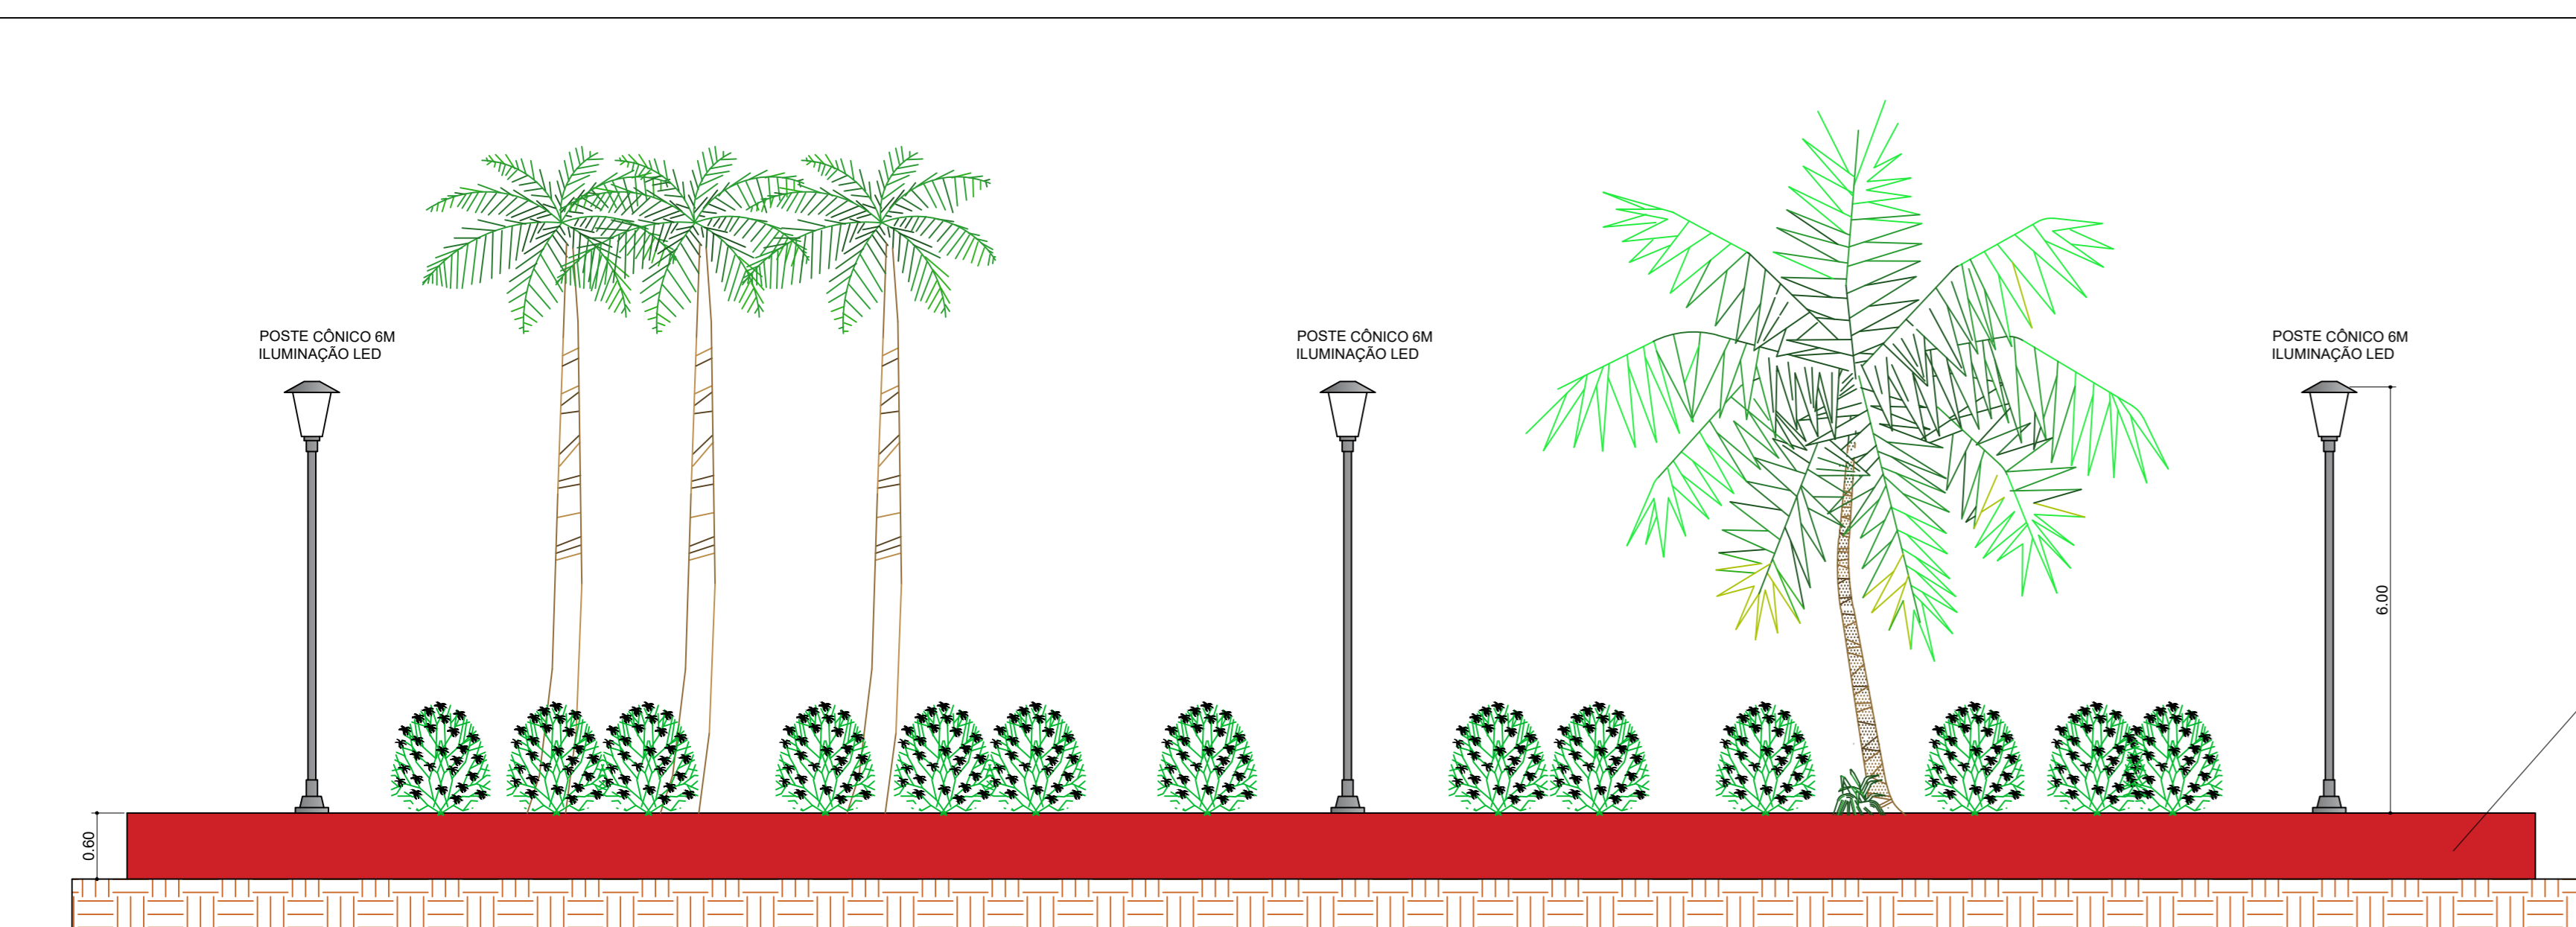 POSTE CÔNICO 6M
ILUMINAÇÃO LED
POSTE CÔNICO 6M
ILUMINAÇÃO LED
POSTE CÔNICO 6M
ILUMINAÇÃO LED
6.00
0.60